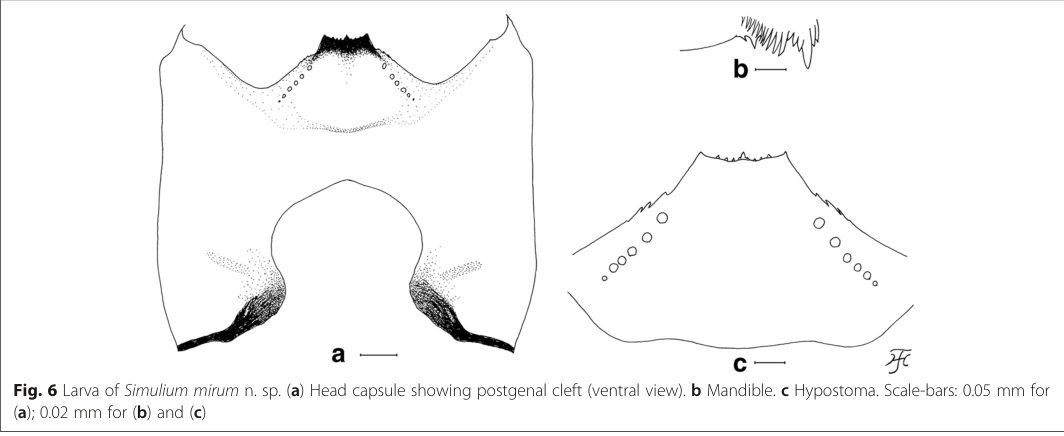 b
a
c
Fig. 6 Larva of Simulium mirum n. sp. (a) Head capsule showing postgenal cleft (ventral view). b Mandible. c Hypostoma. Scale-bars: 0.05 mm for
(a); 0.02 mm for (b) and (c)